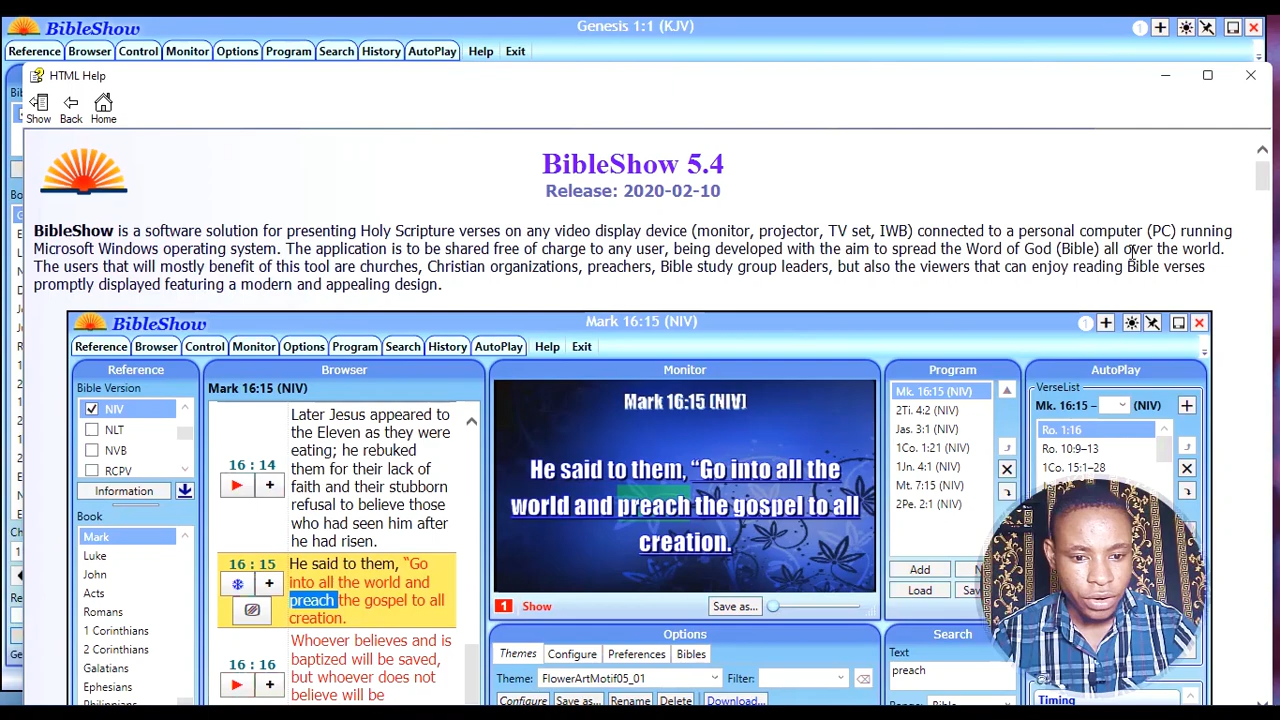 BibleShow
Genesis 1:1 (KJV)
Reference Browser Control Monitor Options Program Search History AutoPlay Help Exit
HTML Help
Show Back Home
BibleShow 5.4
Release: 2020-02-10
BibleShow is a software solution for presenting Holy Scripture verses on any video display device (monitor, projector, TV set, IWB) connected to a personal computer (PC) running
Microsoft Windows operating system. The application is to be shared free of charge to any user, being developed with the aim to spread the Word of God (Bible) all over the world.
The users that will mostly benefit of this tool are churches, Christian organizations, preachers, Bible study group leaders, but also the viewers that can enjoy reading Bible verses
promptly displayed featuring a modern and appealing design.
BibleShow
Mark 16:15 (NIV)
Reference Browser Control Monitor Options Program Search History AutoPlay Help Exit
Reference
Bible Version
NIV
NLT
NVB
RCPV
Information
Book
Mark
Luke
John
Acts
Romans
1 Corinthians
2 Corinthians
Galatians
Ephesians
Browser
Mark 16:15 (NIV)
16 : 14
Later Jesus appeared to
the Eleven as they were
eating; he rebuked
them for their lack of
faith and their stubborn
refusal to believe those
who had seen him after
he had risen.
16 : 15
He said to them, “Go
into all the world and
preach the gospel to all
creation.
16 : 16
Whoever believes and is
baptized will be saved,
but whoever does not
believe will be
Monitor
Mark 16:15 (NIV)
He said to them, “Go into all the
world and preach the gospel to all
creation.
1 Show
Save as...
Options
Themes Configure Preferences Bibles
Theme: FlowerArtMotif05_01 Filter:
Configure Save as... Rename Delete Download...
Program
Mk. 16:15 (NIV)
2Ti. 4:2 (NIV)
Jas. 3:1 (NIV)
1Co. 1:21 (NIV)
1Jn. 4:1 (NIV)
Mt. 7:15 (NIV)
2Pe. 2:1 (NIV)
Add
Load
Search
Text
preach
AutoPlay
VerseList
Mk. 16:15 – (NIV)
Ro. 1:16
Ro. 10:9–13
1Co. 15:1–28
Timing